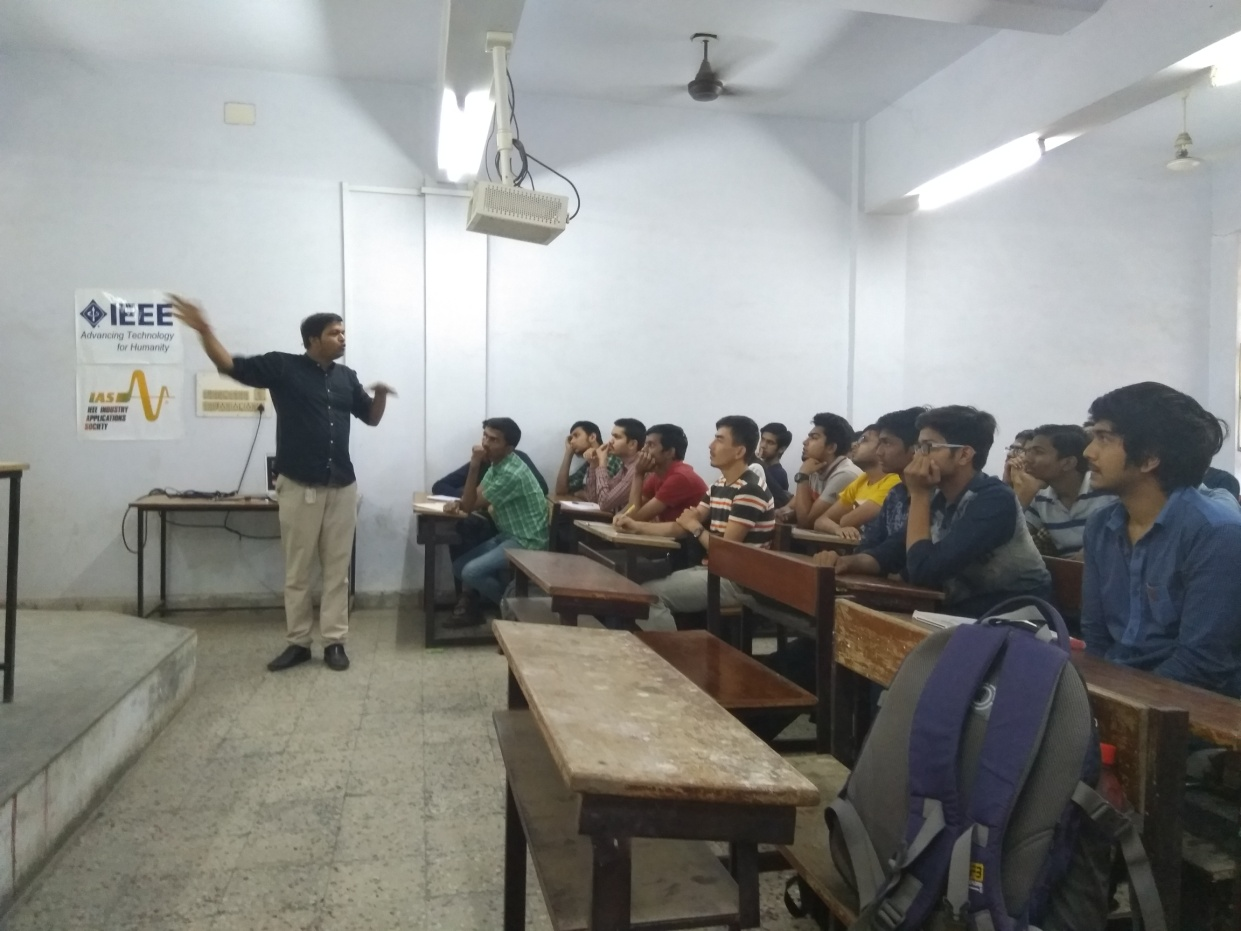 IEEE
Advancing Technology
for Humanity
IAS
IEEE INDUSTRY
APPLICATIONS
SOCIETY